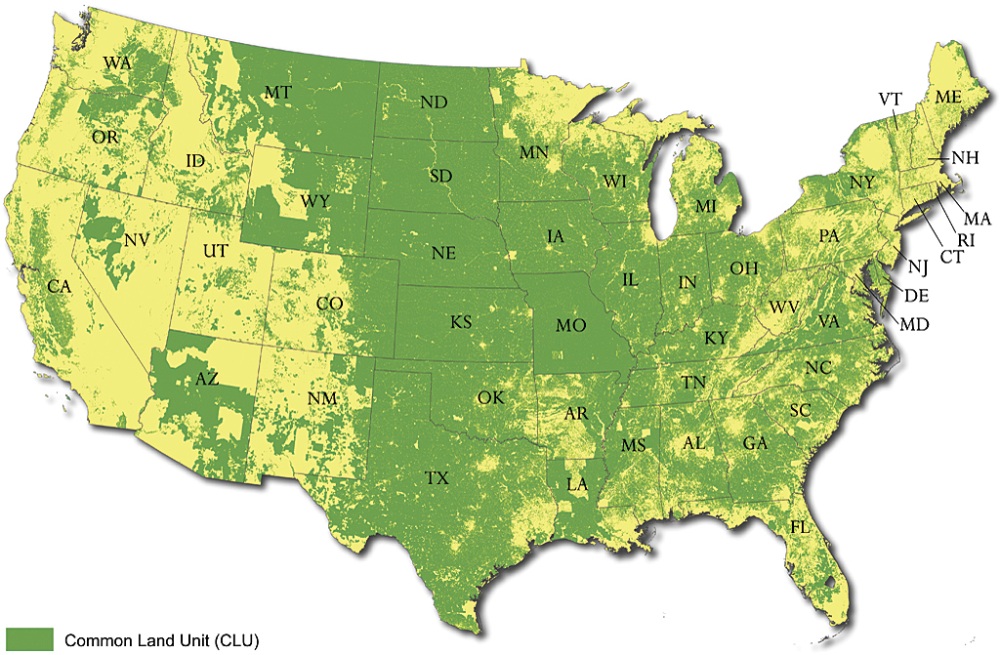 WA
MT
ND
VT
ME
OR
ID
MN
NH
SD
WI
NY
WY
MI
MA
NV
IA
RI
UT
NE
PA
CT
NJ
CA
IL
IN
OH
DE
CO
WV
MD
KS
MO
KY
VA
AZ
NC
TN
NM
OK
AR
SC
MS
AL
GA
TX
LA
FL
Common Land Unit (CLU)